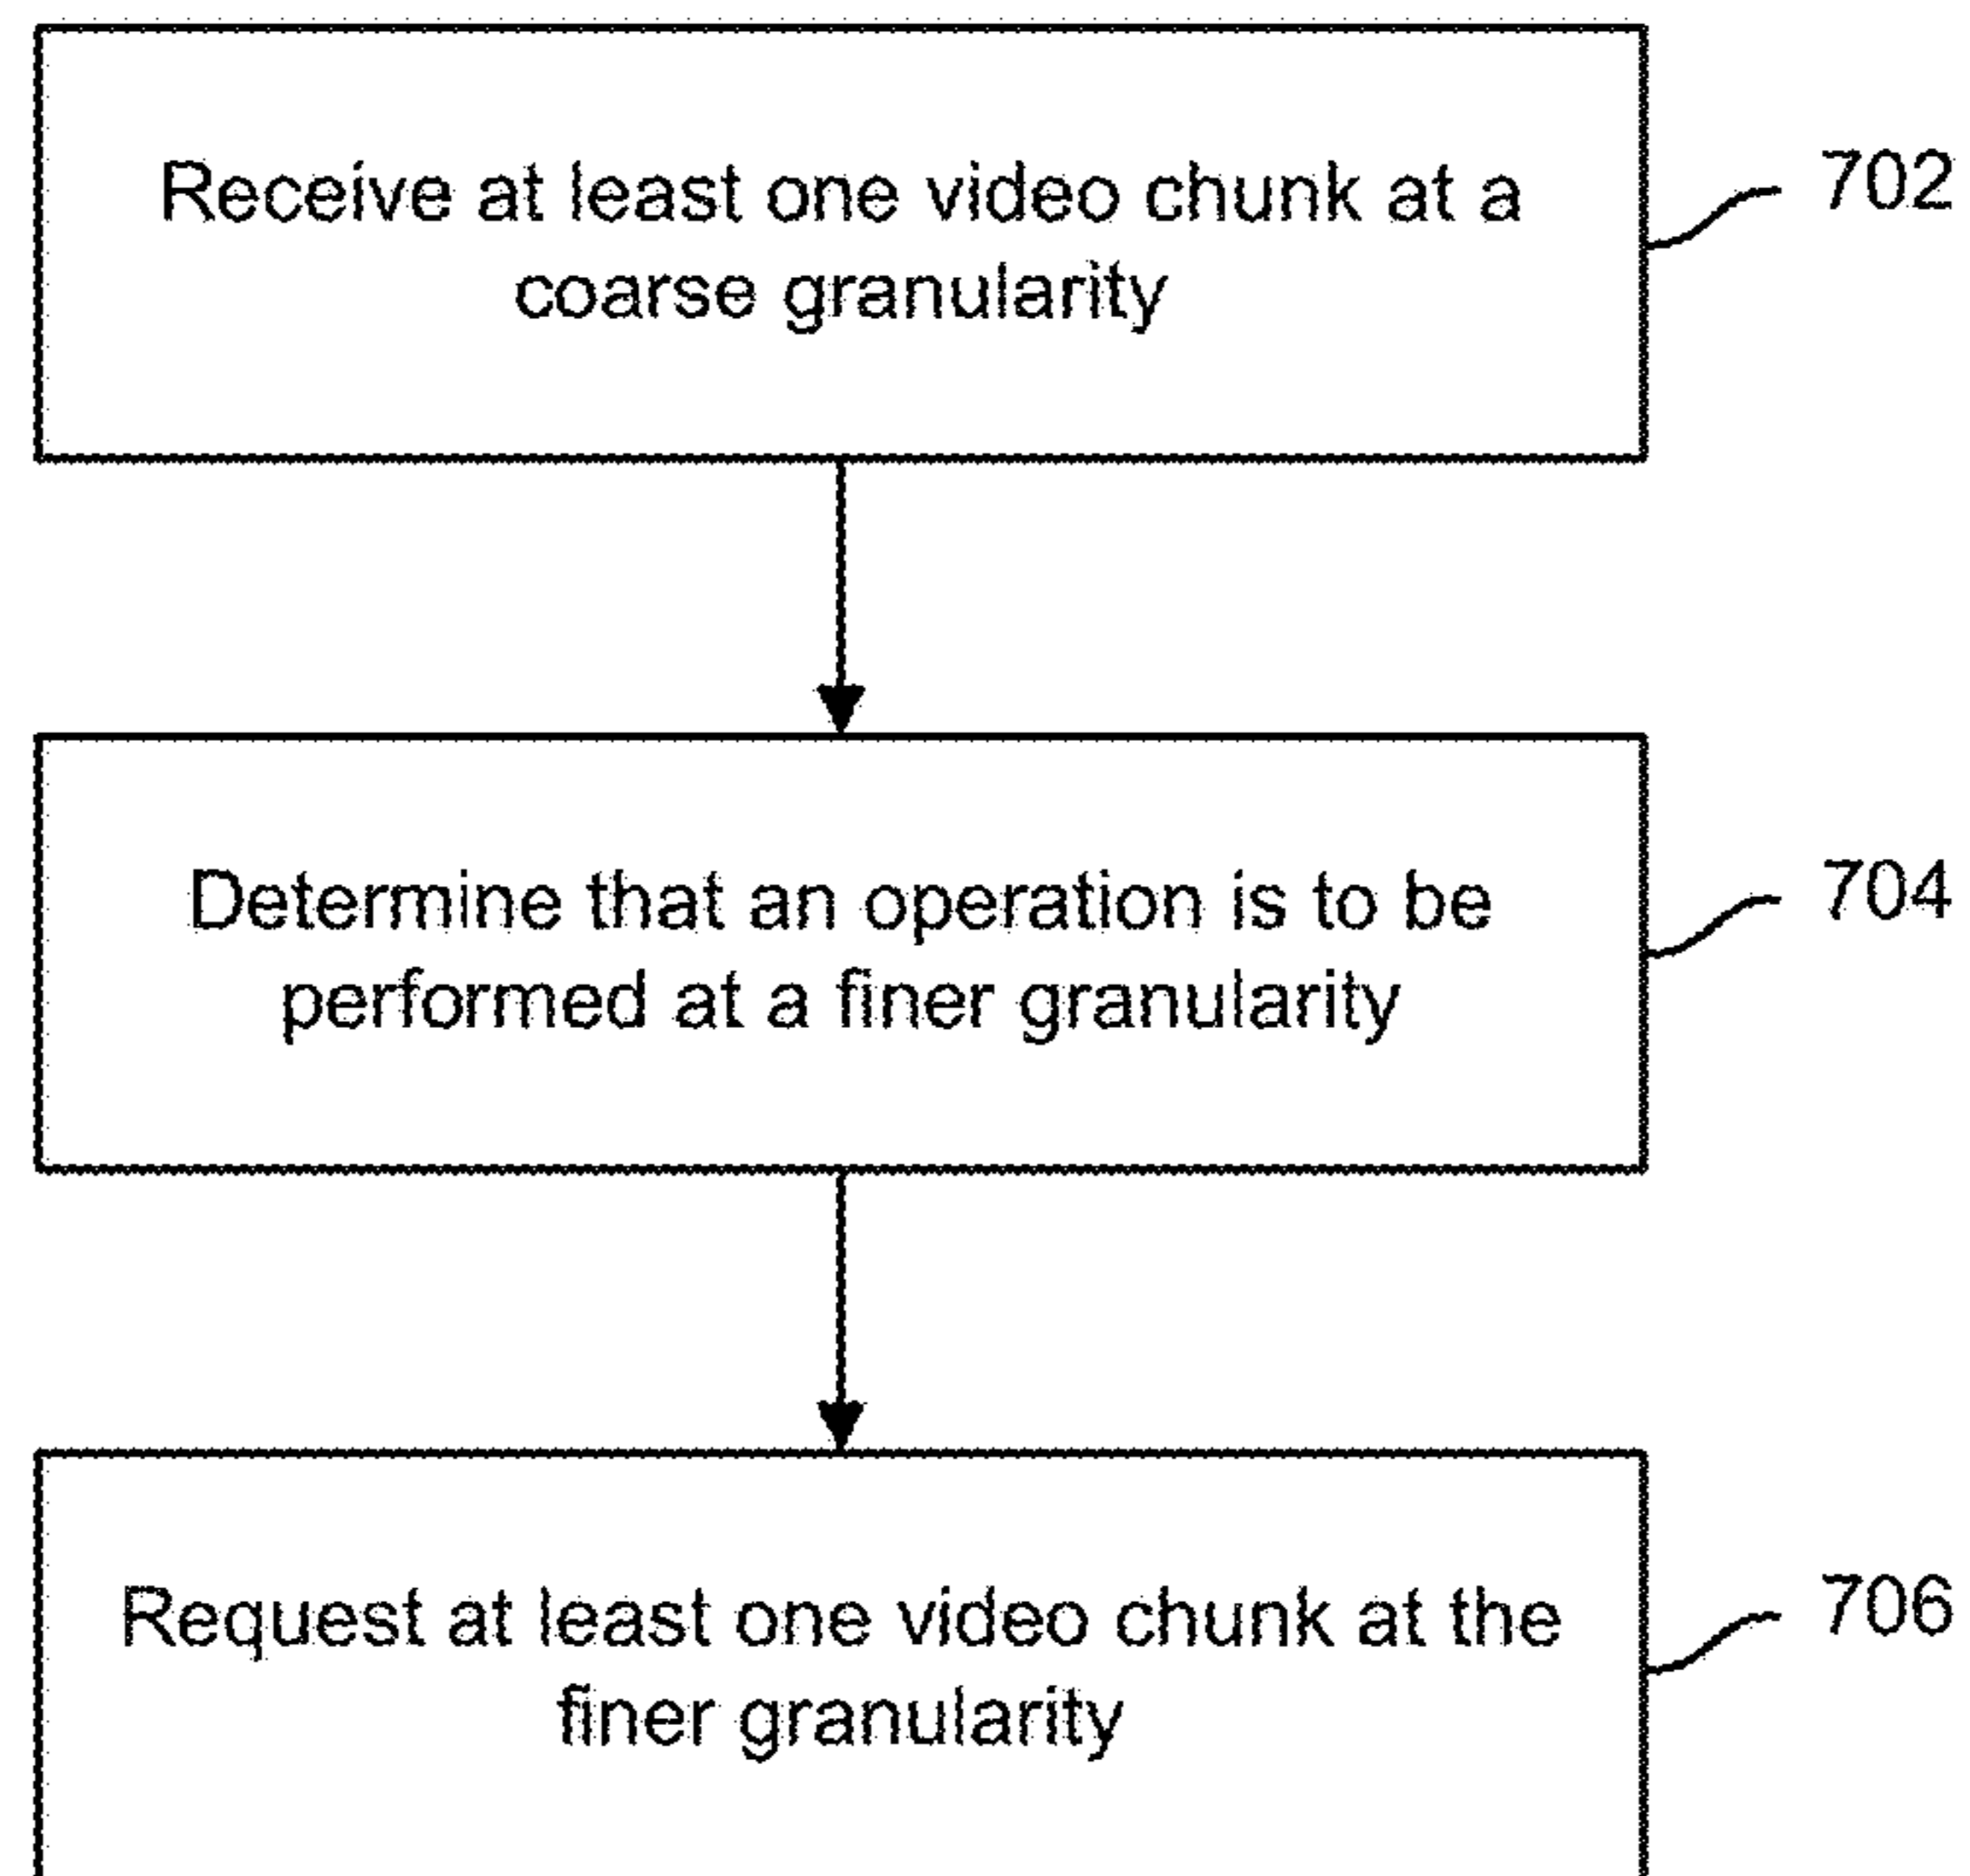 Receive at least one video chunk at a
coarse granularity
702
Determine that an operation is to be
performed at a finer granularity
704
Request at least one video chunk at the
finer granularity
706